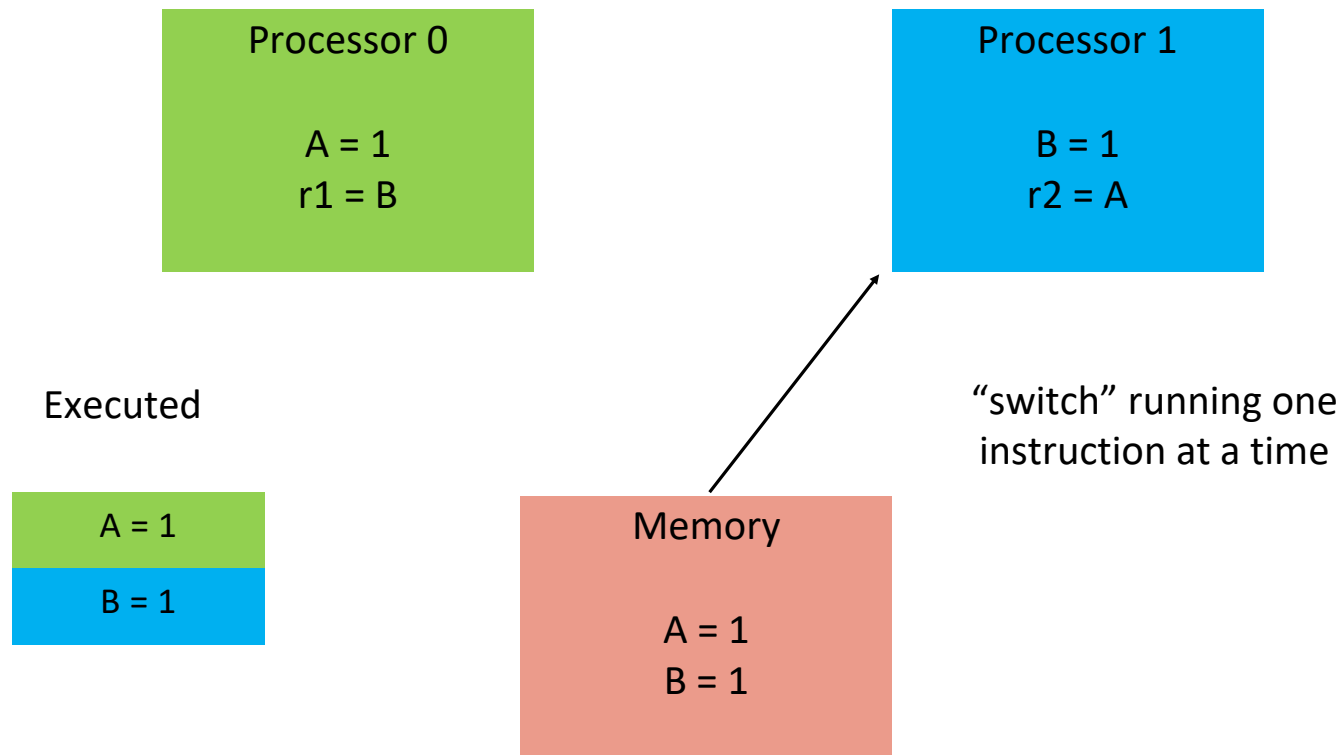 Processor 0
A = 1
r1 = B
Processor 1
B = 1
r2 = A
Executed
A = 1
B = 1
“switch” running one
instruction at a time
Memory
A = 1
B = 1